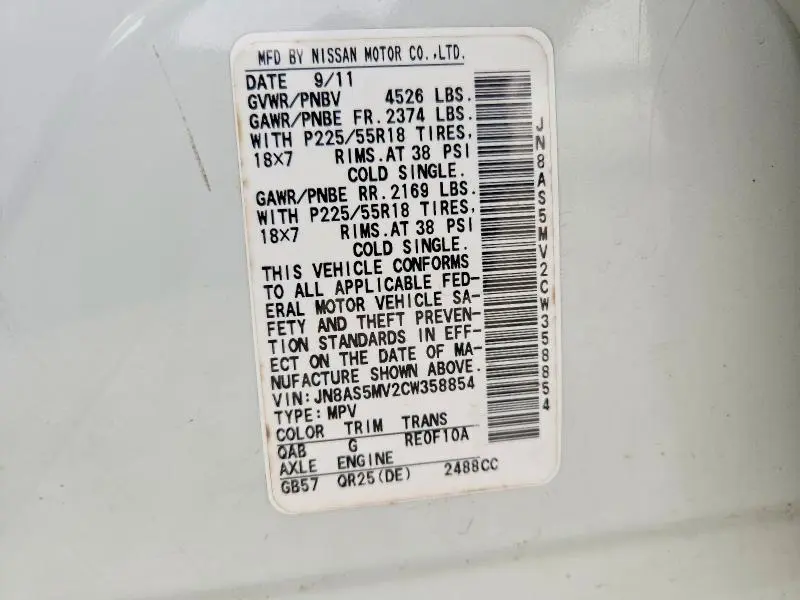 MFD BY NISSAN MOTOR CO.,LTD.
DATE 9/11
GVWR/PNBV 4526 LBS.
GAWR/PNBE FR.2374 LBS.
WITH P225/55R18 TIRES,
18×7 RIMS.AT 38 PSI
COLD SINGLE.
GAWR/PNBE RR.2169 LBS.
WITH P225/55R18 TIRES,
18×7 RIMS.AT 38 PSI
COLD SINGLE.
THIS VEHICLE CONFORMS
TO ALL APPLICABLE FED-
ERAL MOTOR VEHICLE SA-
FETY AND THEFT PREVEN-
TION STANDARDS IN EFF-
ECT ON THE DATE OF MA-
NUFACTURE SHOWN ABOVE.
VIN:JN8AS5MV2CW358854
TYPE:MPV
COLOR TRIM TRANS
QAB G RE0F10A
AXLE ENGINE
GB57 QR25(DE) 2488CC
JN8AS5MV2CW358854